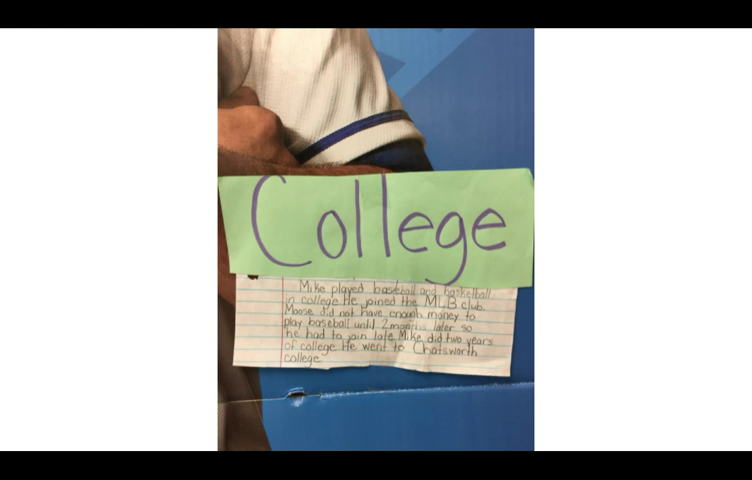 College
Mike played baseball and basketball
in college He joined the MLB club.
Moose did not have enough money to
play baseball until 2 months later so
he had to join late Mike did two years
of college He went to Chatsworth
college